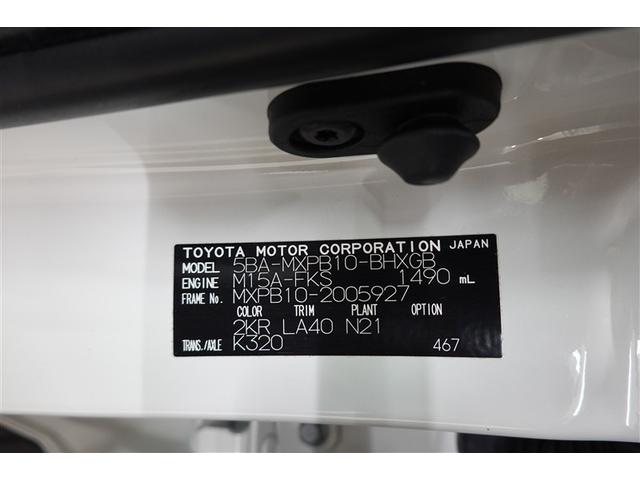 TOYOTA MOTOR CORPORATION JAPAN
MODEL 5BA-MXPB10-BHXGB
ENGINE M15A-FKS 1490 mL
FRAME No. MXPB10-2005927
COLOR TRIM PLANT OPTION
2KR LA40 N21
TRANS./AXLE K320 467